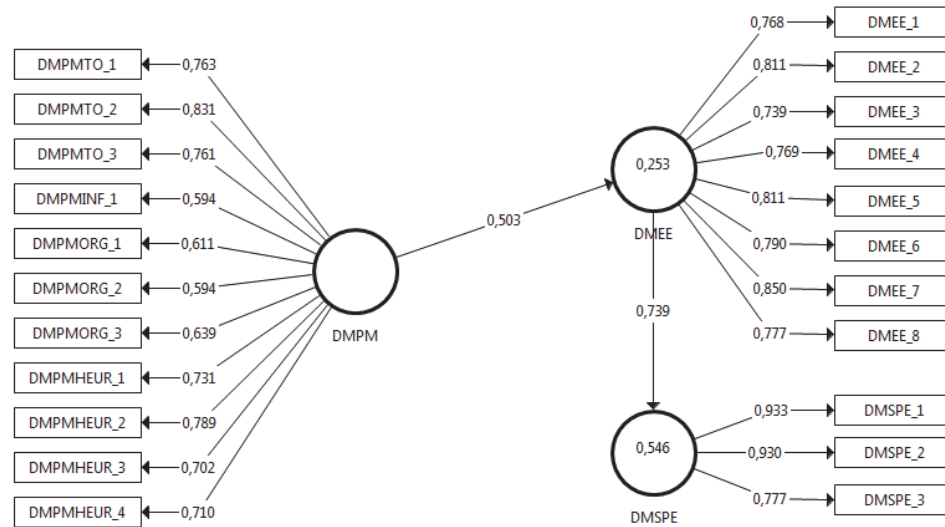 DMPMTO_1
0,763
DMPMTO_2
0,831
DMPMTO_3
0,761
DMPMINF_1
0,594
DMPMORG_1
0,611
DMPMORG_2
0,594
DMPMORG_3
0,639
DMPMHEUR_1
0,731
DMPMHEUR_2
0,789
DMPMHEUR_3
0,702
DMPMHEUR_4
0,710
DMPM
0,503
0,253
DMEE
0,768
DMEE_1
0,811
DMEE_2
0,739
DMEE_3
0,769
DMEE_4
0,811
DMEE_5
0,790
DMEE_6
0,850
DMEE_7
0,777
DMEE_8
0,739
0,546
DMSPE
0,933
DMSPE_1
0,930
DMSPE_2
0,777
DMSPE_3